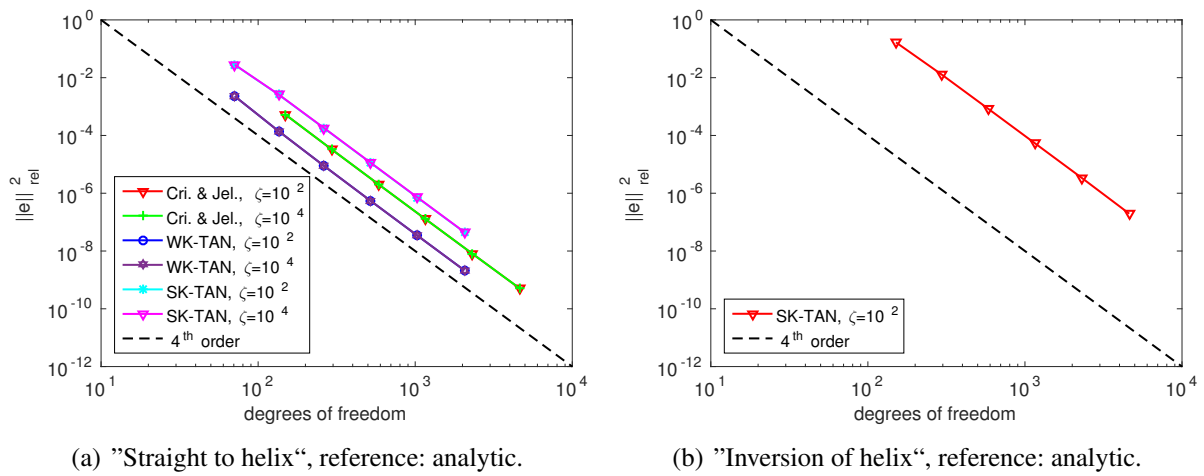 10^0
10^-2
10^-4
10^-6
10^-8
10^-10
10^-12
||e||^2_rel
Cri. & Jel., ζ=10^2
Cri. & Jel., ζ=10^4
WK-TAN, ζ=10^2
WK-TAN, ζ=10^4
SK-TAN, ζ=10^2
SK-TAN, ζ=10^4
4^th order
10^1 10^2 10^3 10^4
degrees of freedom
(a) ”Straight to helix“, reference: analytic.
10^0
10^-2
10^-4
10^-6
10^-8
10^-10
10^-12
||e||^2_rel
SK-TAN, ζ=10^2
4^th order
10^1 10^2 10^3 10^4
degrees of freedom
(b) ”Inversion of helix“, reference: analytic.